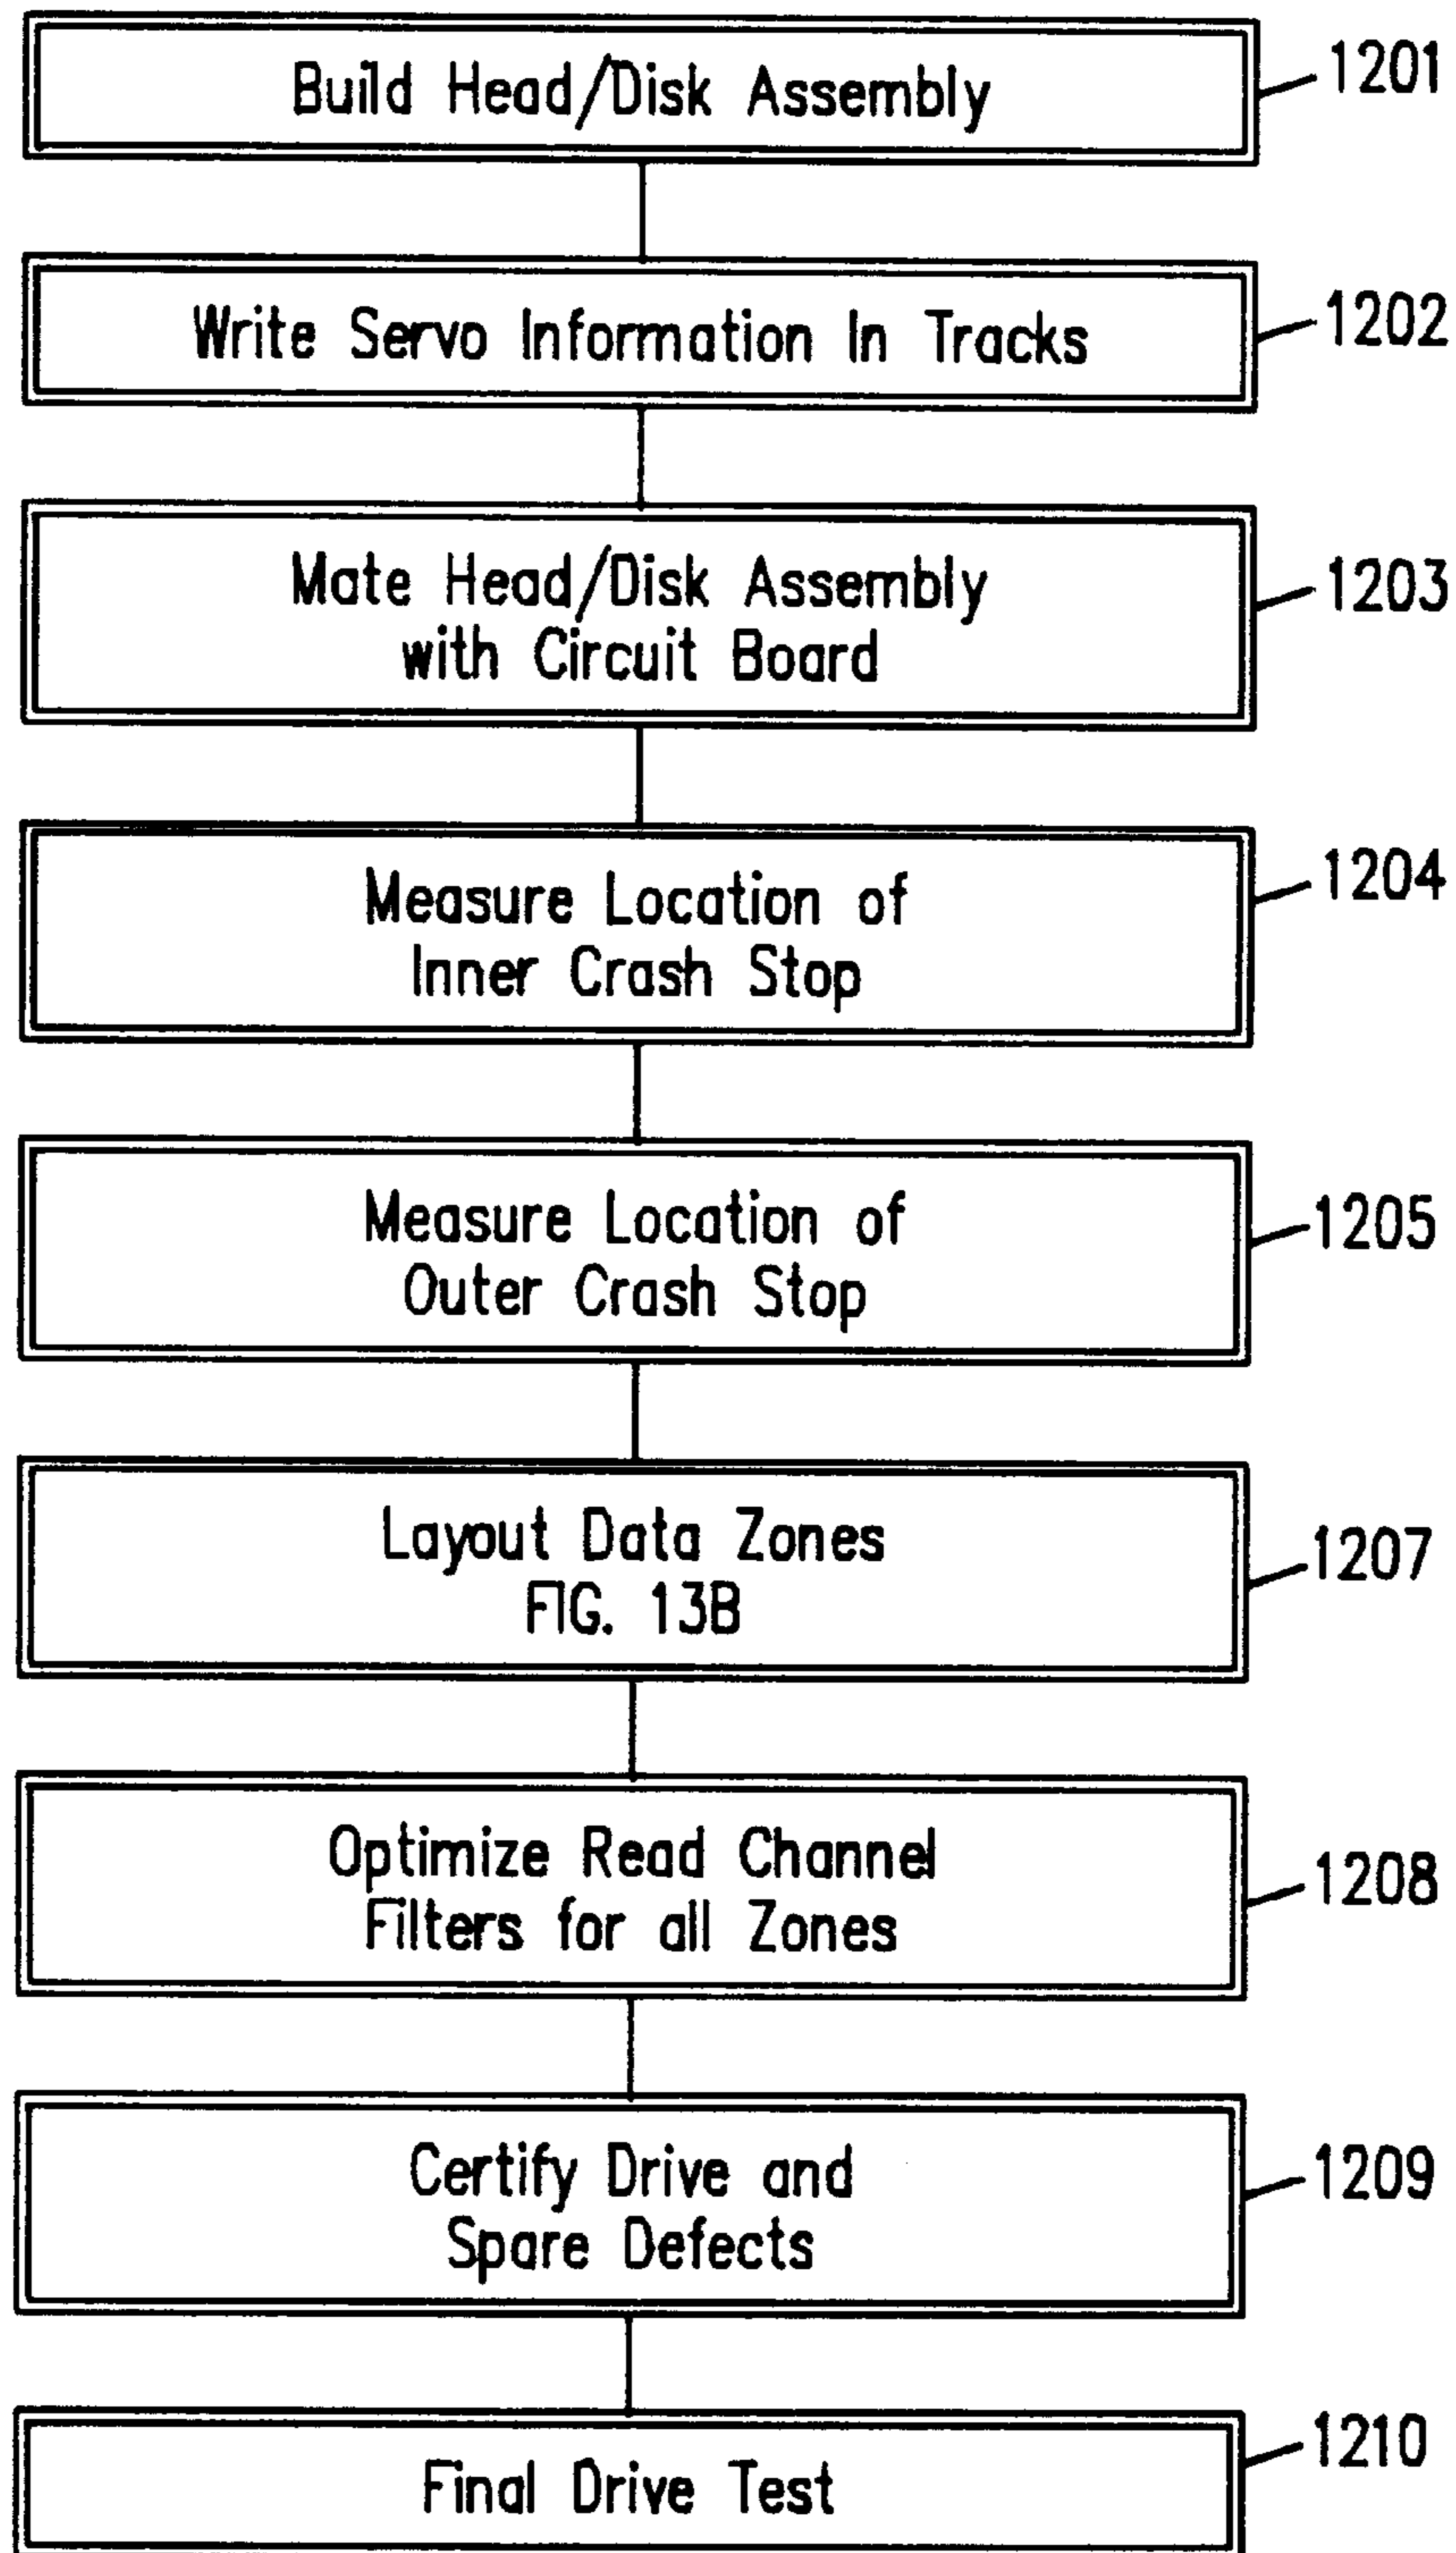 Build Head/Disk Assembly
1201
Write Servo Information In Tracks
1202
Mate Head/Disk Assembly
with Circuit Board
1203
Measure Location of
Inner Crash Stop
1204
Measure Location of
Outer Crash Stop
1205
Layout Data Zones
FIG. 13B
1207
Optimize Read Channel
Filters for all Zones
1208
Certify Drive and
Spare Defects
1209
Final Drive Test
1210